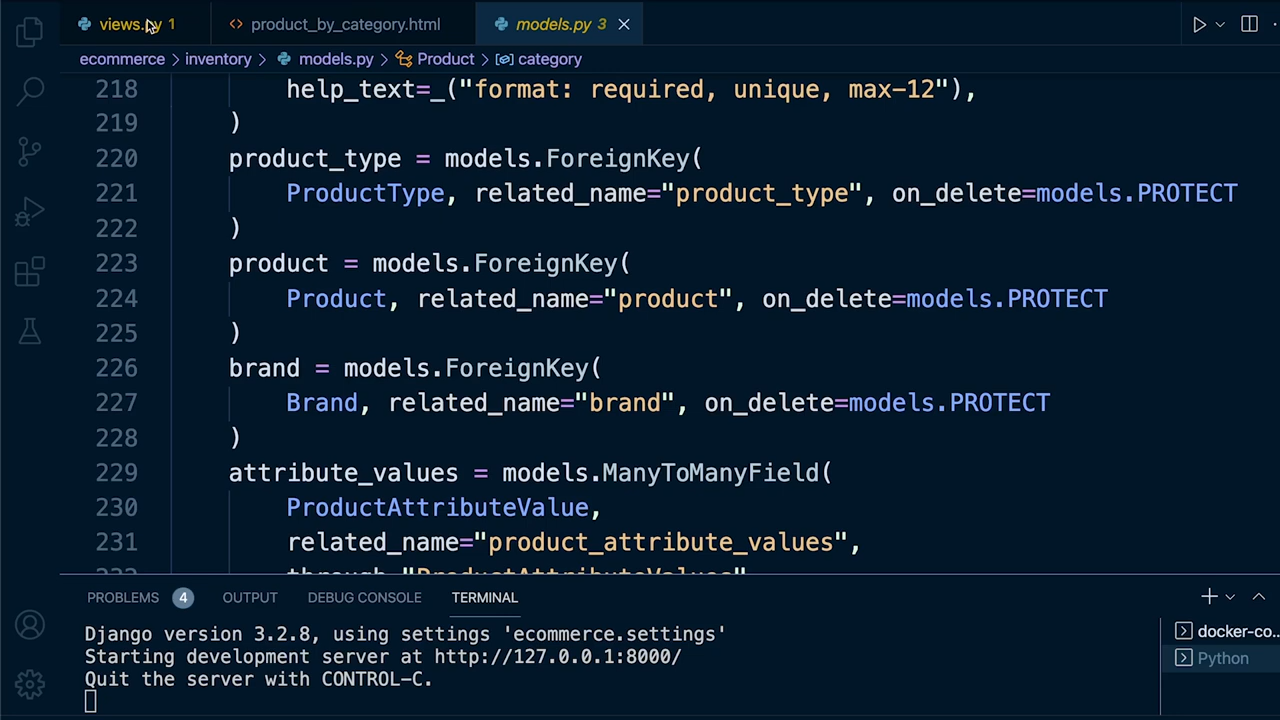 views.py 1
product_by_category.html
models.py 3
ecommerce > inventory > models.py > Product > category
218 help_text=_("format: required, unique, max-12"),
219 )
220 product_type = models.ForeignKey(
221 ProductType, related_name="product_type", on_delete=models.PROTECT
222 )
223 product = models.ForeignKey(
224 Product, related_name="product", on_delete=models.PROTECT
225 )
226 brand = models.ForeignKey(
227 Brand, related_name="brand", on_delete=models.PROTECT
228 )
229 attribute_values = models.ManyToManyField(
230 ProductAttributeValue,
231 related_name="product_attribute_values",
232 through="ProductAttributeValues"
PROBLEMS 4 OUTPUT DEBUG CONSOLE TERMINAL
Django version 3.2.8, using settings 'ecommerce.settings'
Starting development server at http://127.0.0.1:8000/
Quit the server with CONTROL-C.
docker-co...
Python